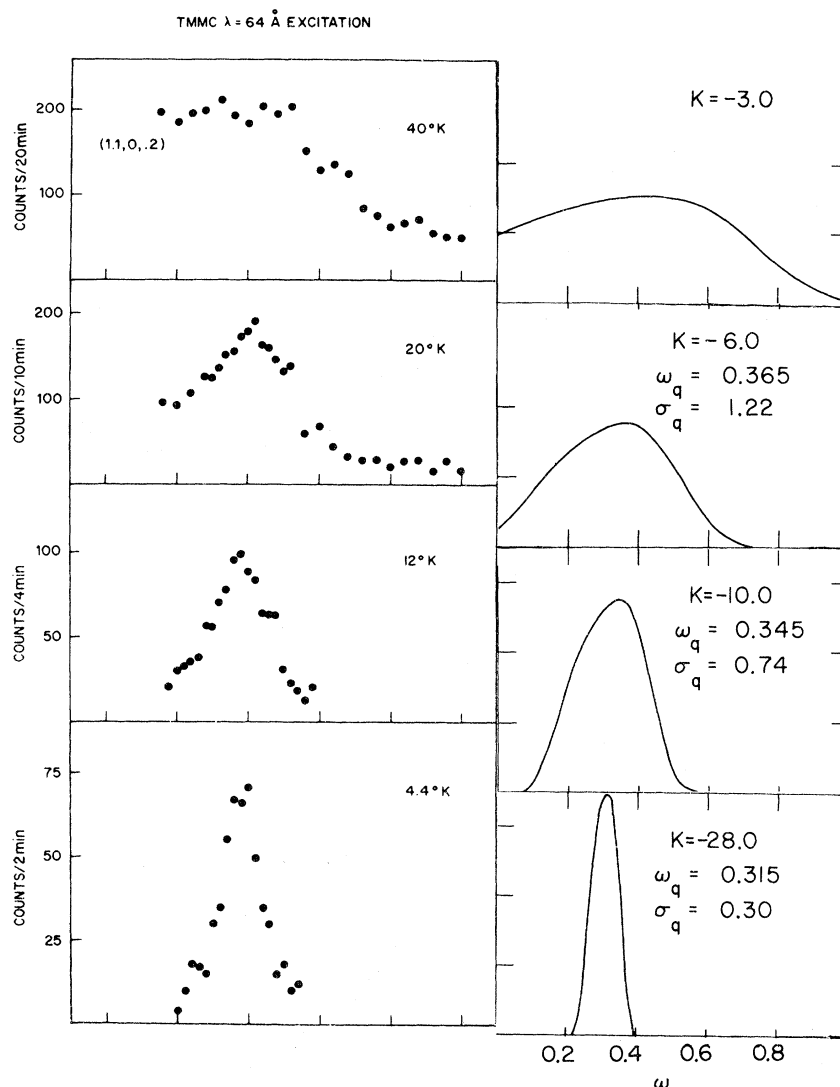 TMMC λ = 64 Å EXCITATION
COUNTS/20min
200
100
(1.1,0,.2)
40°K
K = -3.0
COUNTS/10min
200
100
20°K
K = - 6.0
ωq = 0.365
σq = 1.22
COUNTS/4min
100
50
12°K
K=-10.0
ωq = 0.345
σq = 0.74
COUNTS/2min
75
50
25
4.4°K
K=-28.0
ωq = 0.315
σq = 0.30
0.2 0.4 0.6 0.8
ω